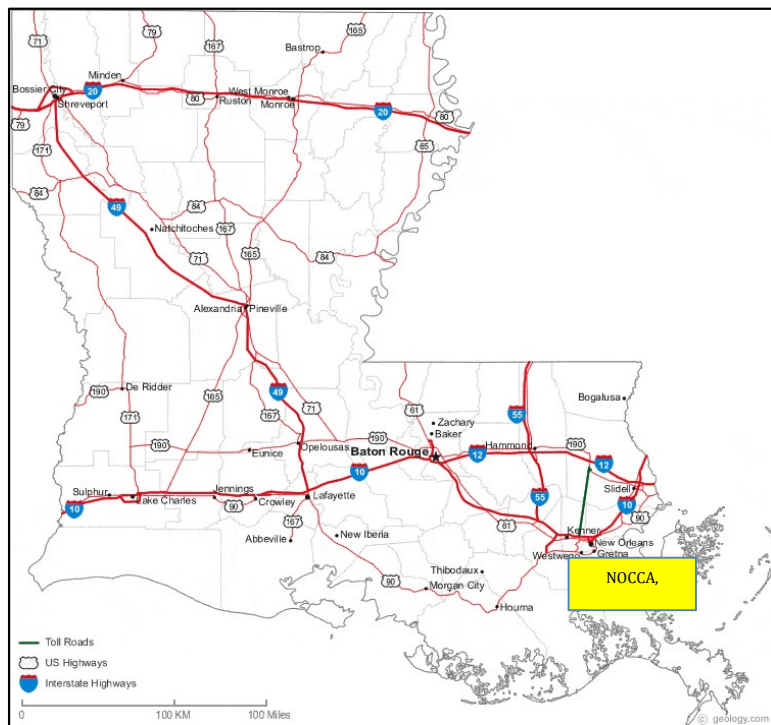 71
79
167
165
Bastrop
Minden
Bossier City
20
West Monroe
80
Ruston
Monroe
Shreveport
20
80
79
171
65
84
49
84
Natchitoches
167
165
71
84
Alexandria
Pineville
190
De Ridder
165
49
167
71
61
Zachary
Baker
55
Bogalusa
171
190
Eunice
Opelousas
190
Baton Rouge
12
Hammond
190
12
10
Slidell
Sulphur
Lake Charles
Jennings
Crowley
90
Lafayette
10
55
10
61
Kenner
90
New Orleans
Westwego
Gretna
167
Abbeville
New Iberia
Thibodaux
90
Morgan City
Houma
NOCCA,
Toll Roads
US Highways
Interstate Highways
0
100 KM
100 Miles
© geology.com